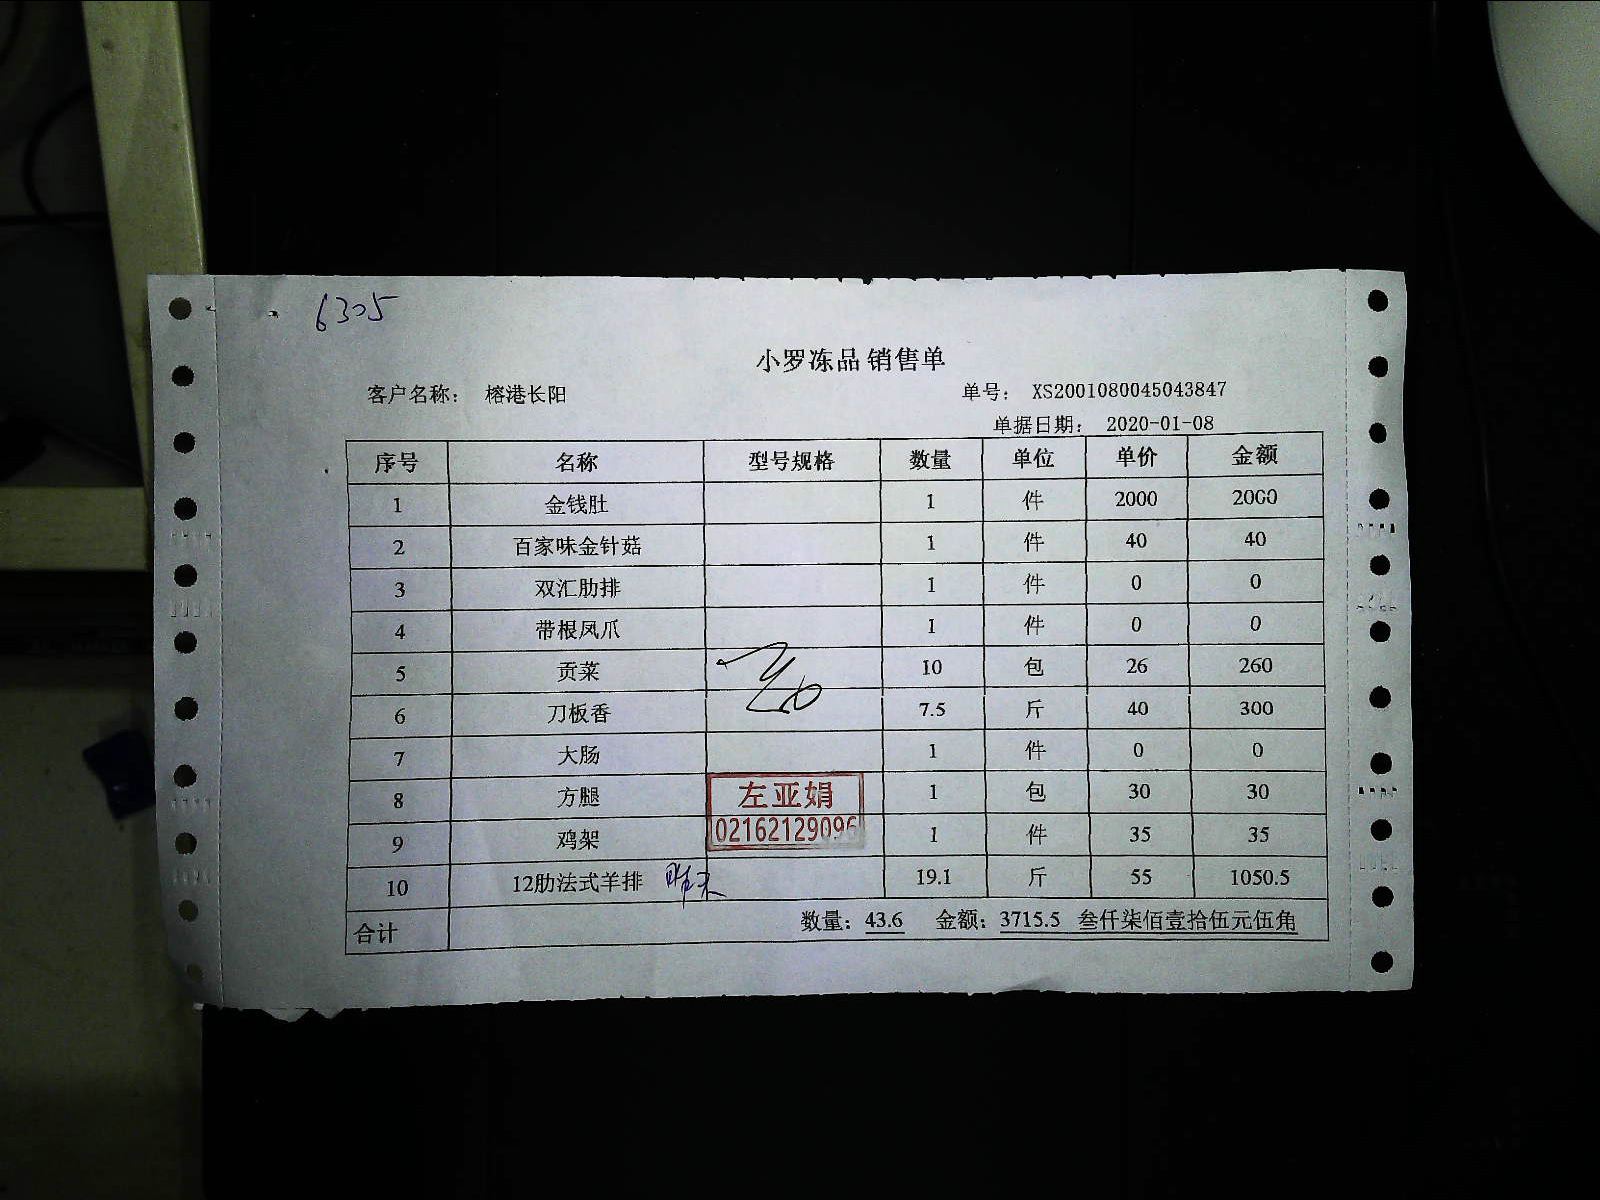 6305
小罗冻品 销售单
客户名称： 榕港长阳 单号： XS2001080045043847
单据日期： 2020-01-08
序号 名称 型号规格 数量 单位 单价 金额
1 金钱肚 1 件 2000 2000
2 百家味金针菇 1 件 40 40
3 双汇肋排 1 件 0 0
4 带根凤爪 1 件 0 0
5 贡菜 10 包 26 260
6 刀板香 7.5 斤 40 300
7 大肠 1 件 0 0
8 方腿 1 包 30 30
9 鸡架 1 件 35 35
左亚娟
02162129096
10 12肋法式羊排 昨天 19.1 斤 55 1050.5
合计 数量：43.6 金额：3715.5 叁仟柒佰壹拾伍元伍角